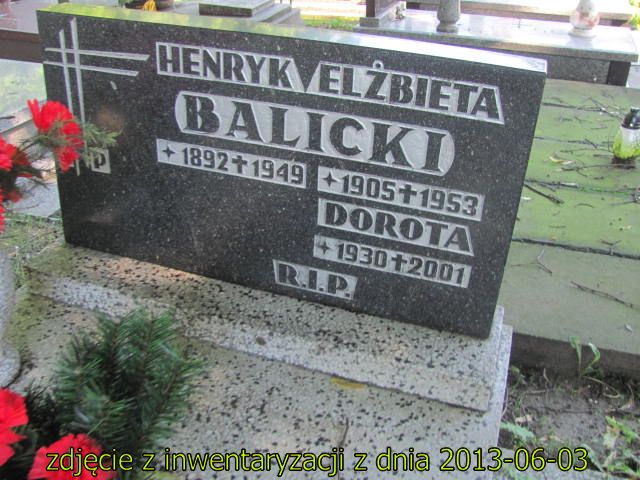 HENRYK ELŻBIETA
BALICKI
1892 † 1949
1905 † 1953
DOROTA
1930 † 2001
R.I.P.
zdjęcie z inwentaryzacji z dnia 2013-06-03